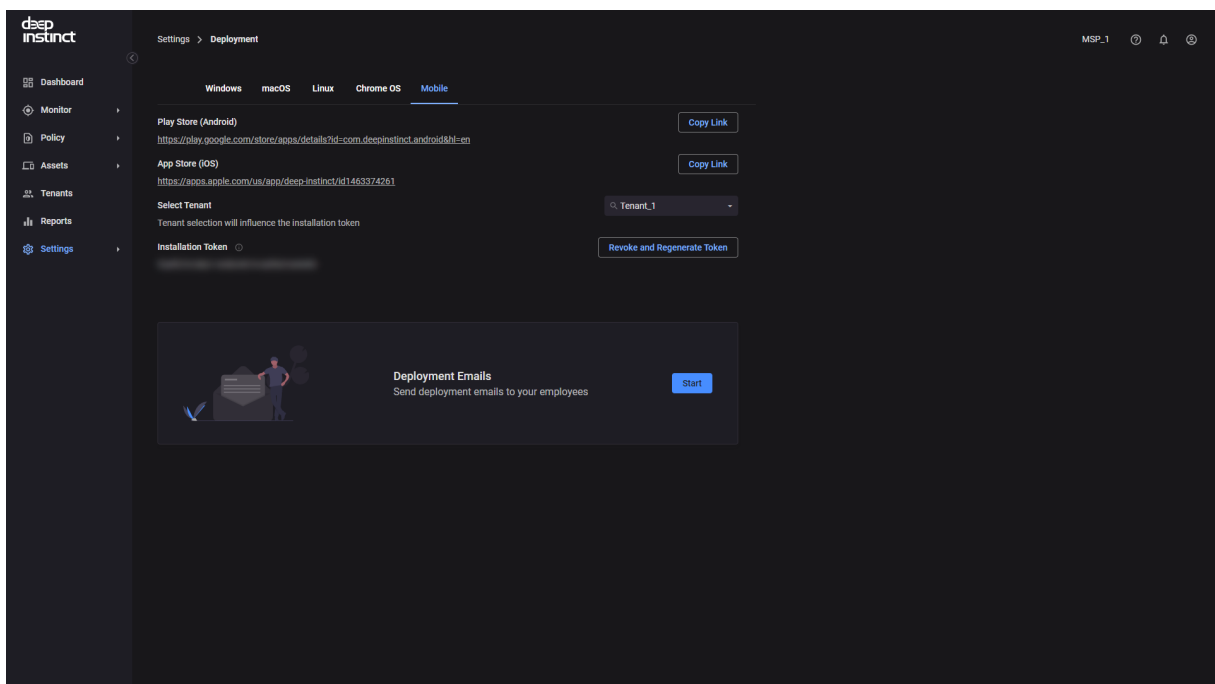 deep
instinct
Settings > Deployment
MSP_1
Dashboard
Monitor
Policy
Assets
Tenants
Reports
Settings
Windows macOS Linux Chrome OS Mobile
Play Store (Android)
Copy Link
https://play.google.com/store/apps/details?id=com.deepinstinct.android&hl=en
App Store (iOS)
Copy Link
https://apps.apple.com/us/app/deep-instinct/id1463374261
Select Tenant
Tenant_1
Tenant selection will influence the installation token
Installation Token
Revoke and Regenerate Token
Deployment Emails
Send deployment emails to your employees
Start